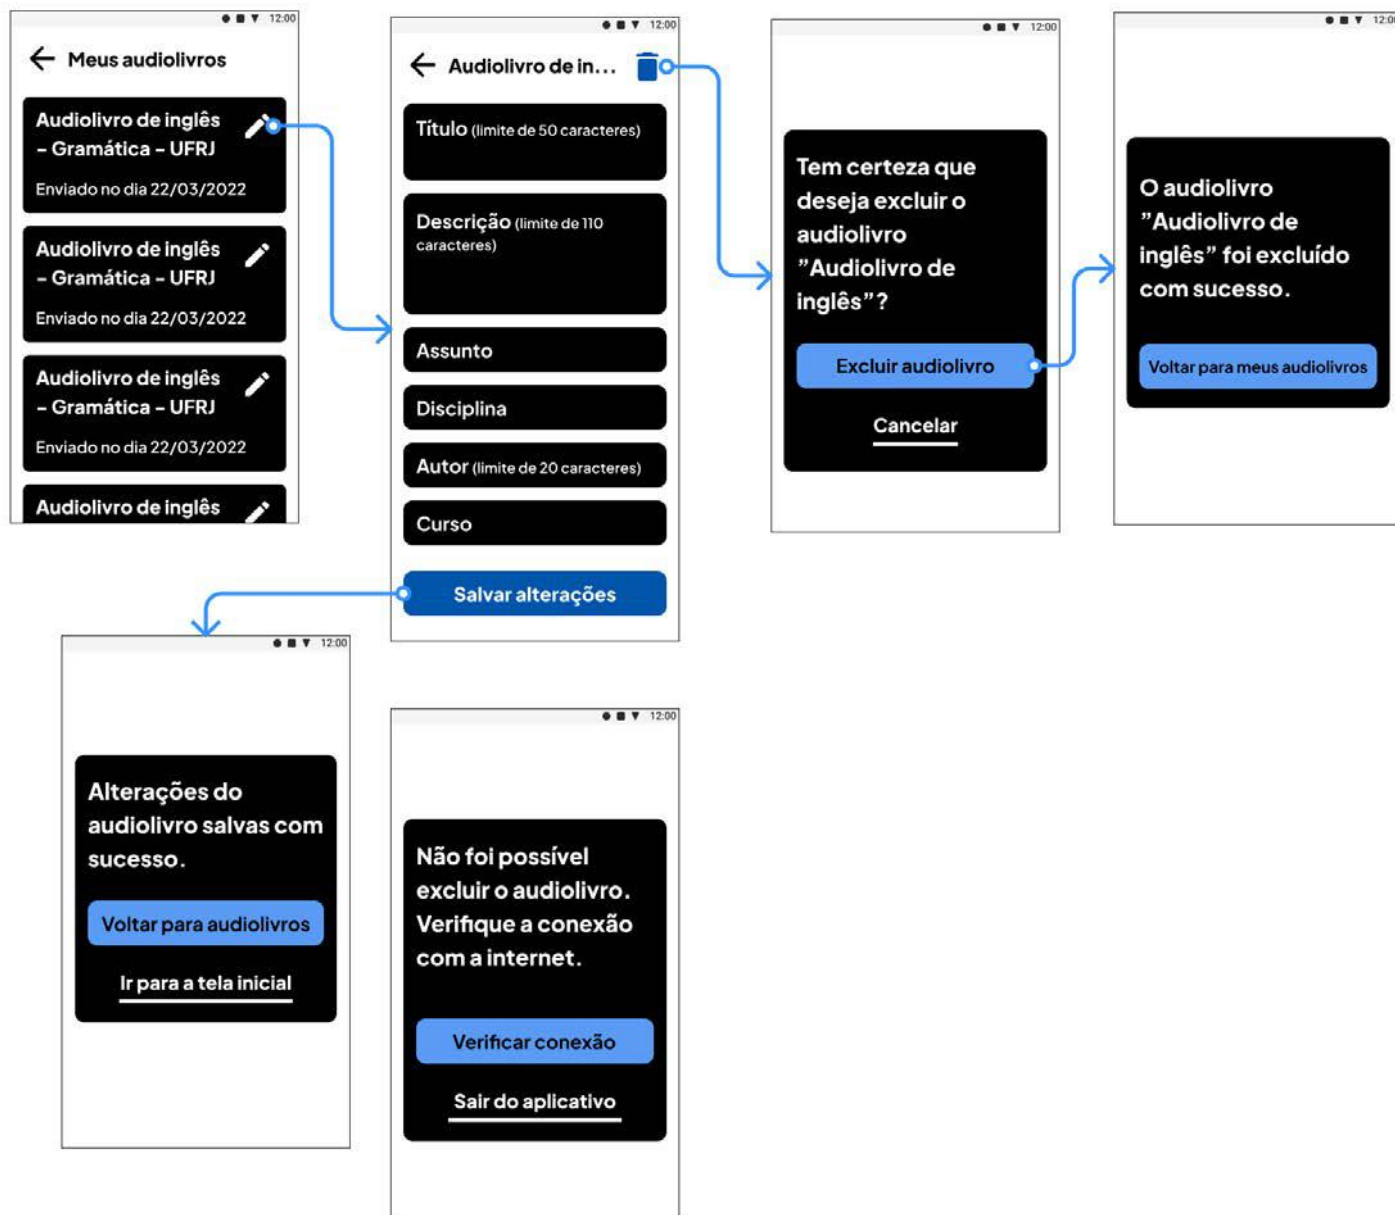 12:00
Meus audiolivros
Audiolivro de inglês
– Gramática – UFRJ
Enviado no dia 22/03/2022
Audiolivro de inglês
– Gramática – UFRJ
Enviado no dia 22/03/2022
Audiolivro de inglês
– Gramática – UFRJ
Enviado no dia 22/03/2022
Audiolivro de inglês
12:00
Audiolivro de in...
Título (limite de 50 caracteres)
Descrição (limite de 110
caracteres)
Assunto
Disciplina
Autor (limite de 20 caracteres)
Curso
Salvar alterações
12:00
Tem certeza que
deseja excluir o
audiolivro
”Audiolivro de
inglês”?
Excluir audiolivro
Cancelar
12:00
O audiolivro
”Audiolivro de
inglês” foi excluído
com sucesso.
Voltar para meus audiolivros
12:00
Alterações do
audiolivro salvas com
sucesso.
Voltar para audiolivros
Ir para a tela inicial
12:00
Não foi possível
excluir o audiolivro.
Verifique a conexão
com a internet.
Verificar conexão
Sair do aplicativo